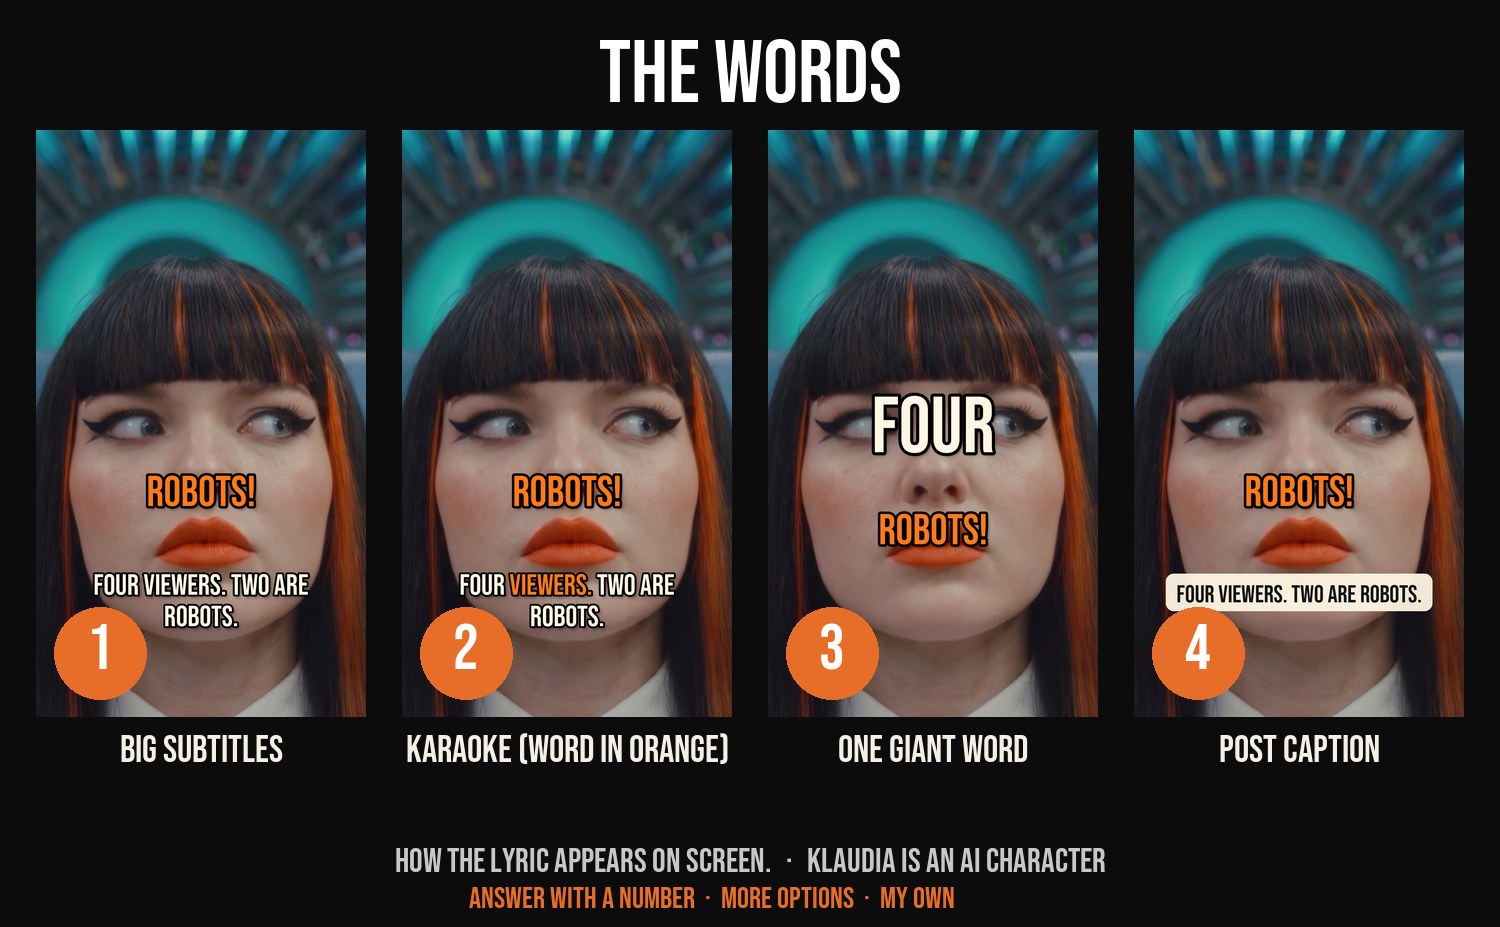 THE WORDS
ROBOTS!
FOUR VIEWERS. TWO ARE
ROBOTS.
1
BIG SUBTITLES
ROBOTS!
FOUR VIEWERS. TWO ARE
ROBOTS.
2
KARAOKE (WORD IN ORANGE)
FOUR
ROBOTS!
3
ONE GIANT WORD
ROBOTS!
FOUR VIEWERS. TWO ARE ROBOTS.
4
POST CAPTION
HOW THE LYRIC APPEARS ON SCREEN. · KLAUDIA IS AN AI CHARACTER
ANSWER WITH A NUMBER · MORE OPTIONS · MY OWN